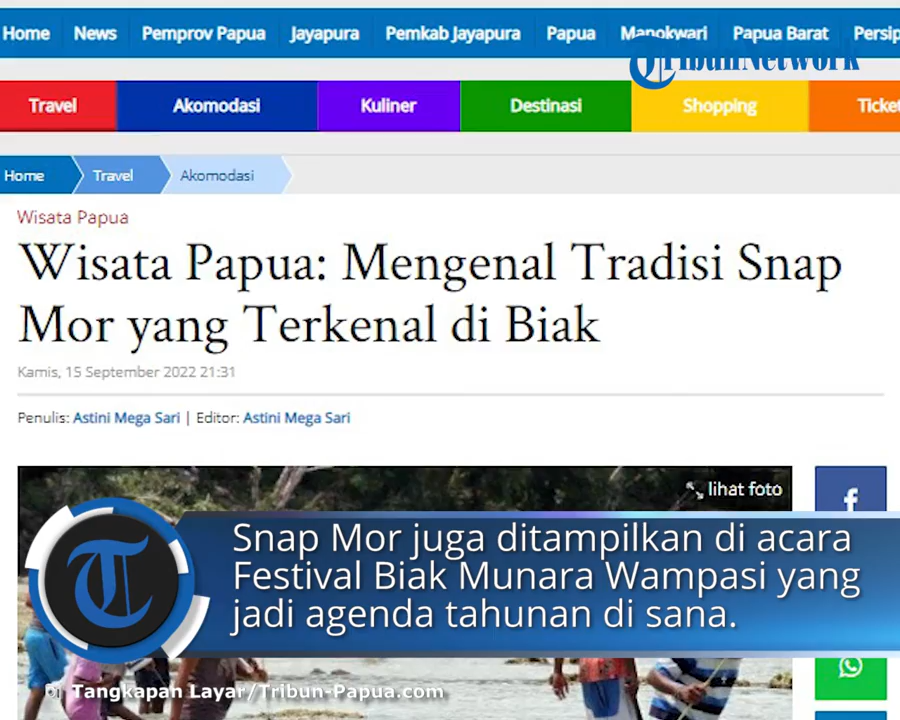 Home News Pemprov Papua Jayapura Pemkab Jayapura Papua Manokwari Papua Barat
TribunNetwork
Travel Akomodasi Kuliner Destinasi Shopping
Home Travel Akomodasi
Wisata Papua
Wisata Papua: Mengenal Tradisi Snap
Mor yang Terkenal di Biak
Kamis, 15 September 2022 21:31
Penulis: Astini Mega Sari | Editor: Astini Mega Sari
lihat foto
Snap Mor juga ditampilkan di acara
Festival Biak Munara Wampasi yang
jadi agenda tahunan di sana.
Tangkapan Layar/Tribun-Papua.com